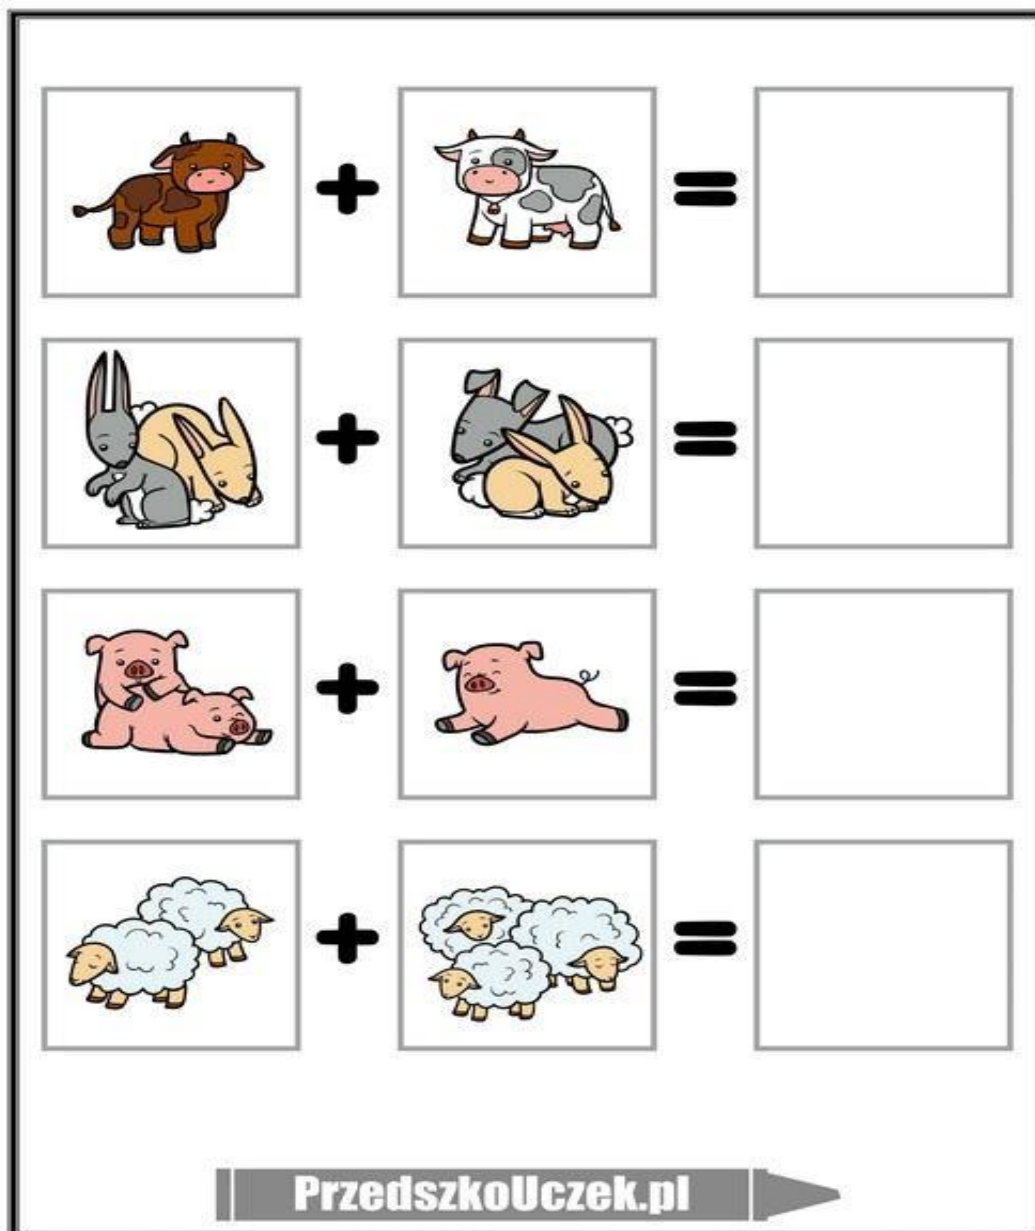 + =
+ =
+ =
+ =
PrzedszkoUczek.pl